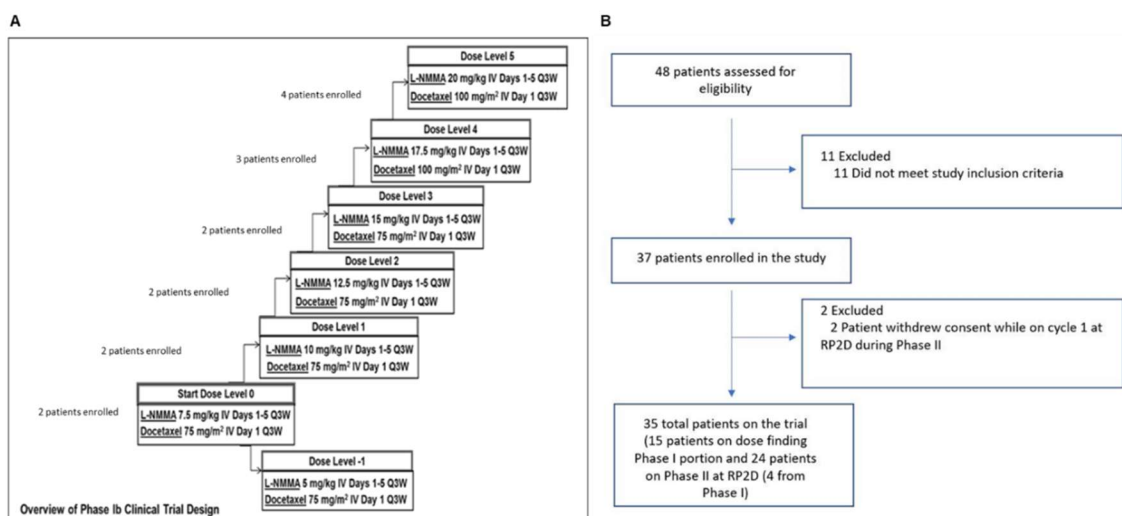 A
Dose Level 5
L-NMMA 20 mg/kg IV Days 1-5 Q3W
Docetaxel 100 mg/m² IV Day 1 Q3W
4 patients enrolled
Dose Level 4
L-NMMA 17.5 mg/kg IV Days 1-5 Q3W
Docetaxel 100 mg/m² IV Day 1 Q3W
3 patients enrolled
Dose Level 3
L-NMMA 15 mg/kg IV Days 1-5 Q3W
Docetaxel 75 mg/m² IV Day 1 Q3W
2 patients enrolled
Dose Level 2
L-NMMA 12.5 mg/kg IV Days 1-5 Q3W
Docetaxel 75 mg/m² IV Day 1 Q3W
2 patients enrolled
Dose Level 1
L-NMMA 10 mg/kg IV Days 1-5 Q3W
Docetaxel 75 mg/m² IV Day 1 Q3W
2 patients enrolled
Start Dose Level 0
L-NMMA 7.5 mg/kg IV Days 1-5 Q3W
Docetaxel 75 mg/m² IV Day 1 Q3W
2 patients enrolled
Dose Level -1
L-NMMA 5 mg/kg IV Days 1-5 Q3W
Docetaxel 75 mg/m² IV Day 1 Q3W
Overview of Phase Ib Clinical Trial Design
B
48 patients assessed for
eligibility
11 Excluded
11 Did not meet study inclusion criteria
37 patients enrolled in the study
2 Excluded
2 Patient withdrew consent while on cycle 1 at
RP2D during Phase II
35 total patients on the trial
(15 patients on dose finding
Phase I portion and 24 patients
on Phase II at RP2D (4 from
Phase I)